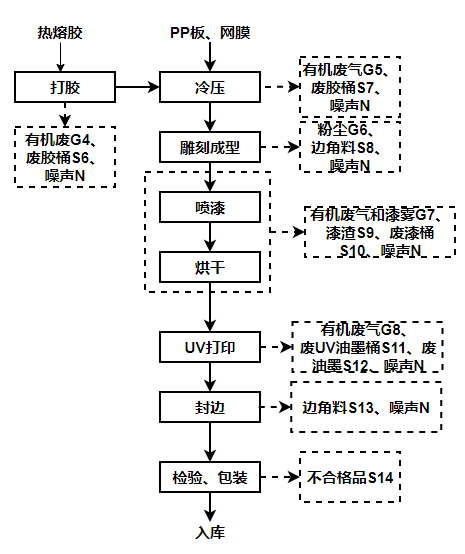 热熔胶
PP板、网膜
打胶
冷压
有机废气G5、
废胶桶S7、
噪声N
有机废G4、
废胶桶S6、
噪声N
雕刻成型
粉尘G6、
边角料S8、
噪声N
喷漆
有机废气和漆雾G7、
漆渣S9、废漆桶
S10、噪声N
烘干
UV打印
有机废气G8、
废UV油墨桶S11、废
油墨S12、噪声N
封边
边角料S13、噪声N
检验、包装
不合格品S14
入库